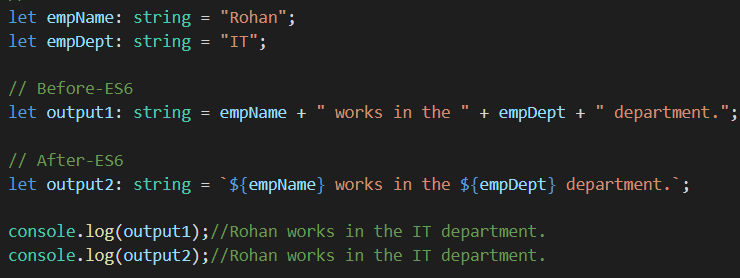 let empName: string = "Rohan";
let empDept: string = "IT";
// Before-ES6
let output1: string = empName + " works in the " + empDept + " department.";
// After-ES6
let output2: string = `${empName} works in the ${empDept} department.`;
console.log(output1);//Rohan works in the IT department.
console.log(output2);//Rohan works in the IT department.